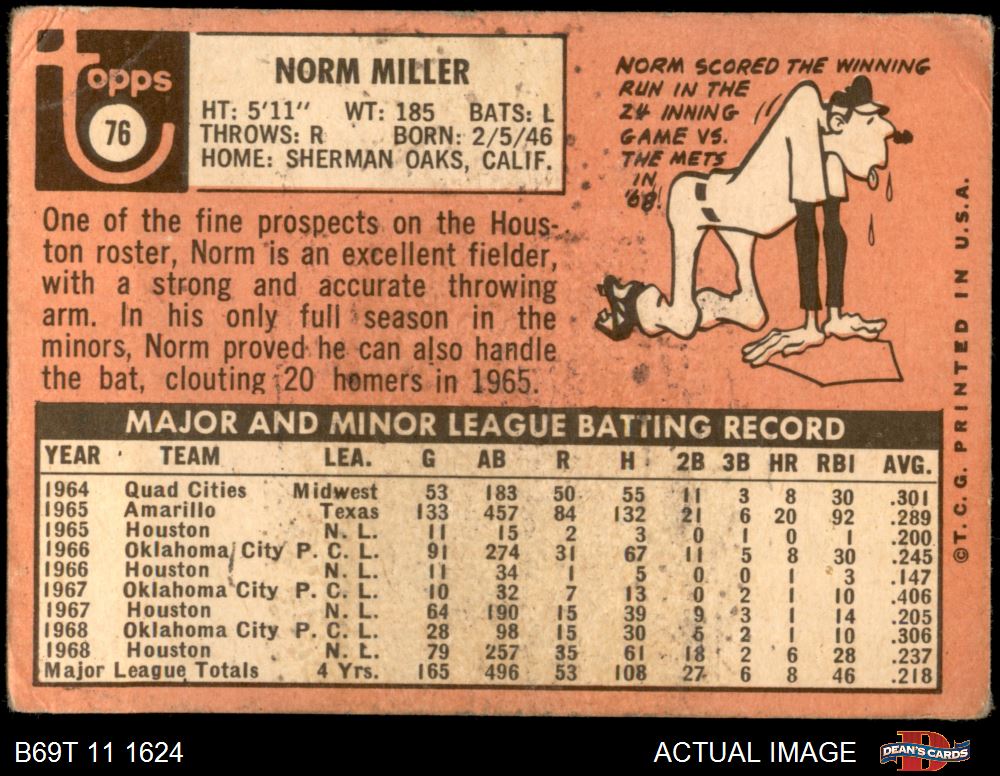 topps
76
NORM MILLER
HT: 5'11" WT: 185 BATS: L
THROWS: R BORN: 2/5/46
HOME: SHERMAN OAKS, CALIF.
NORM SCORED THE WINNING
RUN IN THE
24 INNING
GAME VS.
THE METS
IN
'68!
One of the fine prospects on the Hous-
ton roster, Norm is an excellent fielder,
with a strong and accurate throwing
arm. In his only full season in the
minors, Norm proved he can also handle
the bat, clouting 20 homers in 1965.
MAJOR AND MINOR LEAGUE BATTING RECORD
YEAR TEAM LEA. G AB R H 2B 3B HR RBI AVG.
1964 Quad Cities Midwest 53 183 50 55 11 3 8 30 .301
1965 Amarillo Texas 133 457 84 132 21 6 20 92 .289
1965 Houston N. L. 11 15 2 3 0 1 0 1 .200
1966 Oklahoma City P. C. L. 91 274 31 67 11 5 8 30 .245
1966 Houston N. L. 11 34 1 5 0 0 1 3 .147
1967 Oklahoma City P. C. L. 10 32 7 13 0 2 1 10 .406
1967 Houston N. L. 64 190 15 39 9 3 1 14 .205
1968 Oklahoma City P. C. L. 28 98 15 30 5 2 1 10 .306
1968 Houston N. L. 79 257 35 61 18 2 6 28 .237
Major League Totals 4 Yrs. 165 496 53 108 27 6 8 46 .218
©T. C. G. PRINTED IN U.S.A.
B69T 11 1624
ACTUAL IMAGE
D
DEAN'S CARDS